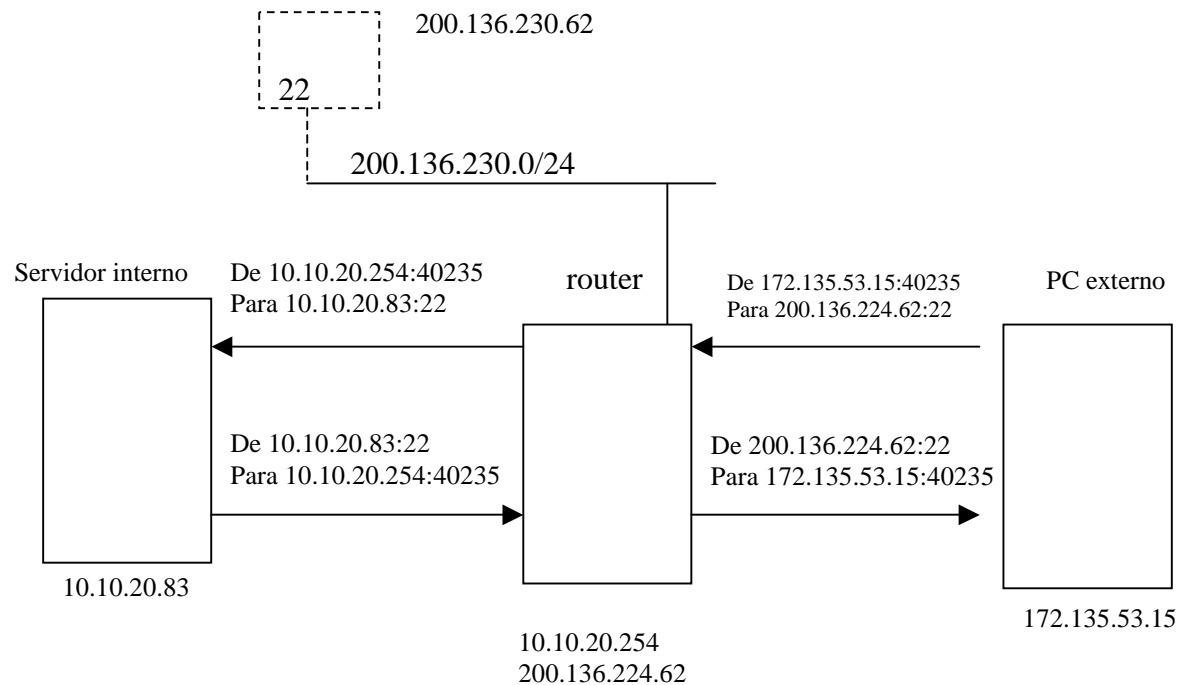 200.136.230.62
22
200.136.230.0/24
Servidor interno
De 10.10.20.254:40235
Para 10.10.20.83:22
router
De 172.135.53.15:40235
Para 200.136.224.62:22
PC externo
De 10.10.20.83:22
Para 10.10.20.254:40235
De 200.136.224.62:22
Para 172.135.53.15:40235
10.10.20.83
10.10.20.254
200.136.224.62
172.135.53.15